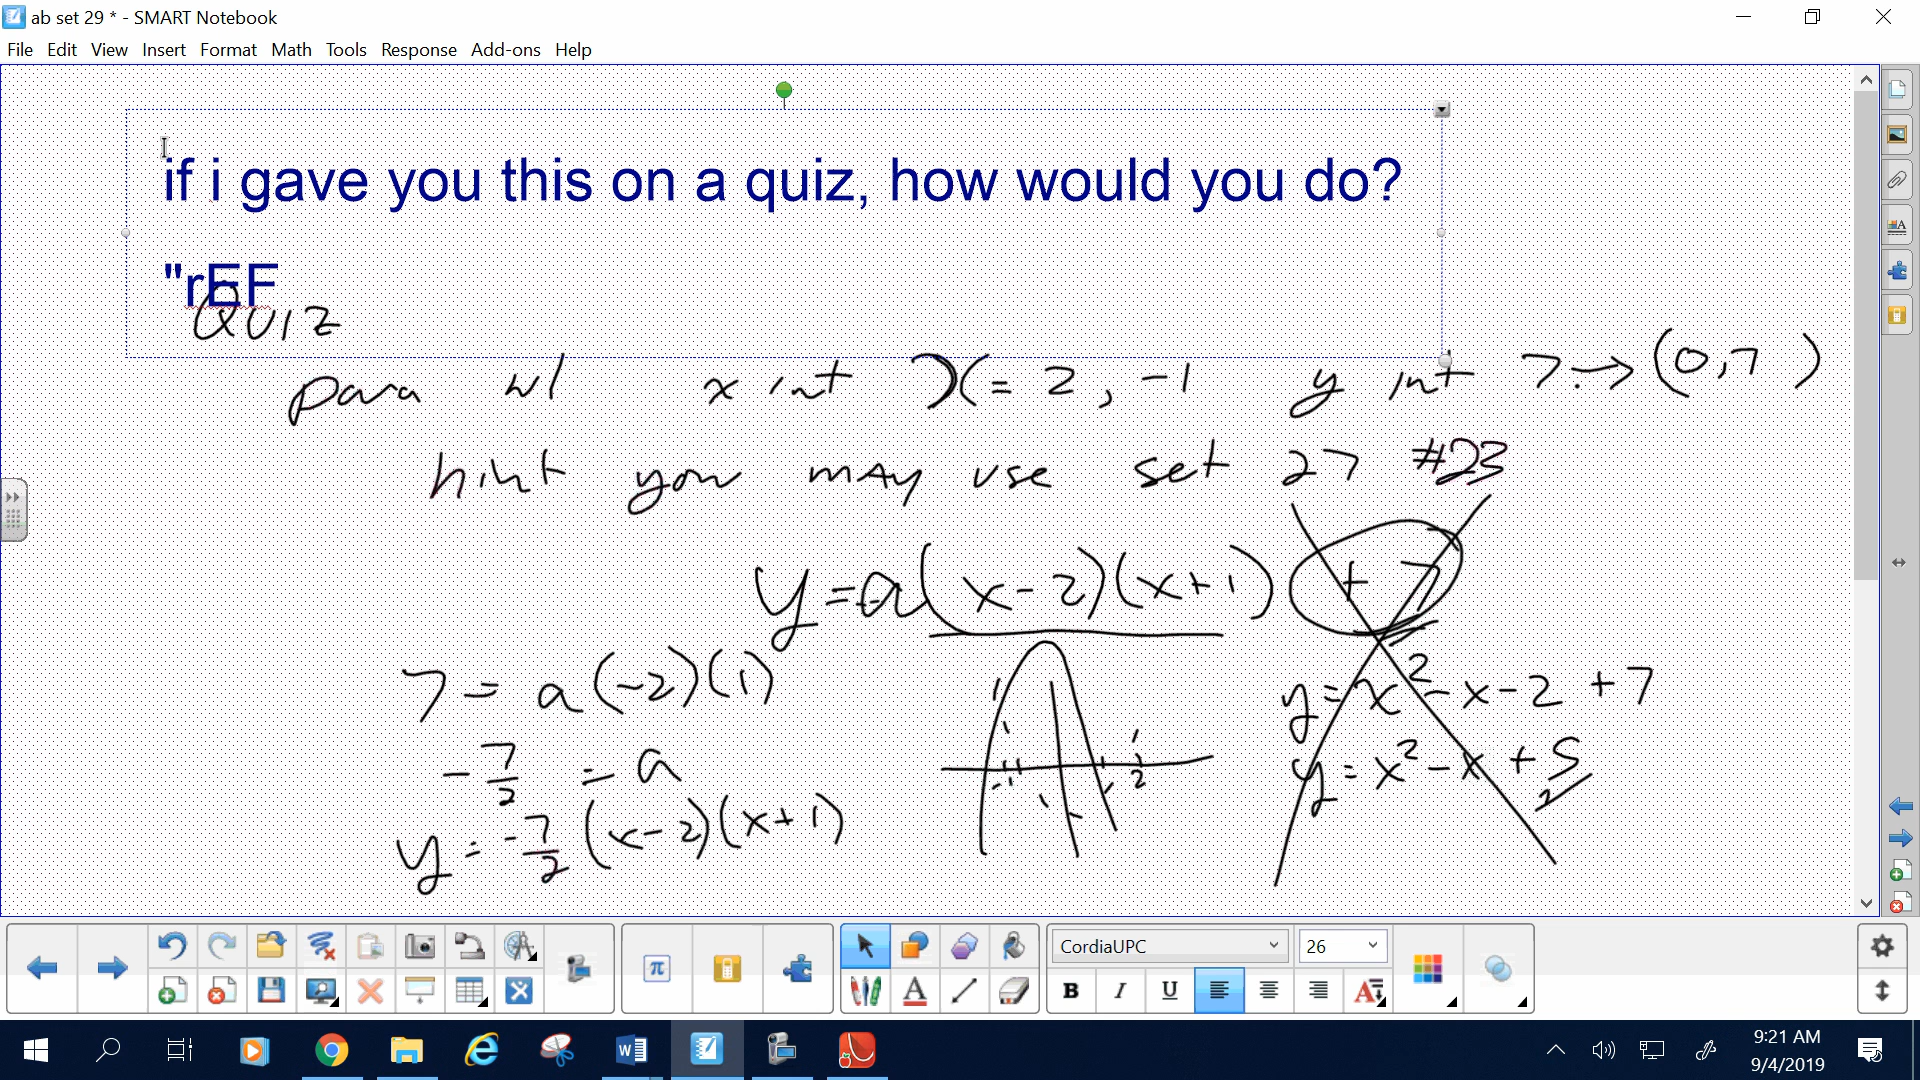 ab set 29 * - SMART Notebook
File Edit View Insert Format Math Tools Response Add-ons Help
if i gave you this on a quiz, how would you do?
"rEF
QUIZ
para w/ x int x = 2, -1 y int 7 → (0,7)
hint you may use set 27 #23
y = a(x-2)(x+1) + 7
7 = a(-2)(1)
y = x² - x - 2 + 7
-7/2 = a
y = x² - x + 5
y = -7/2 (x-2)(x+1)
-1 2
CordiaUPC 26
B I U
9:21 AM
9/4/2019